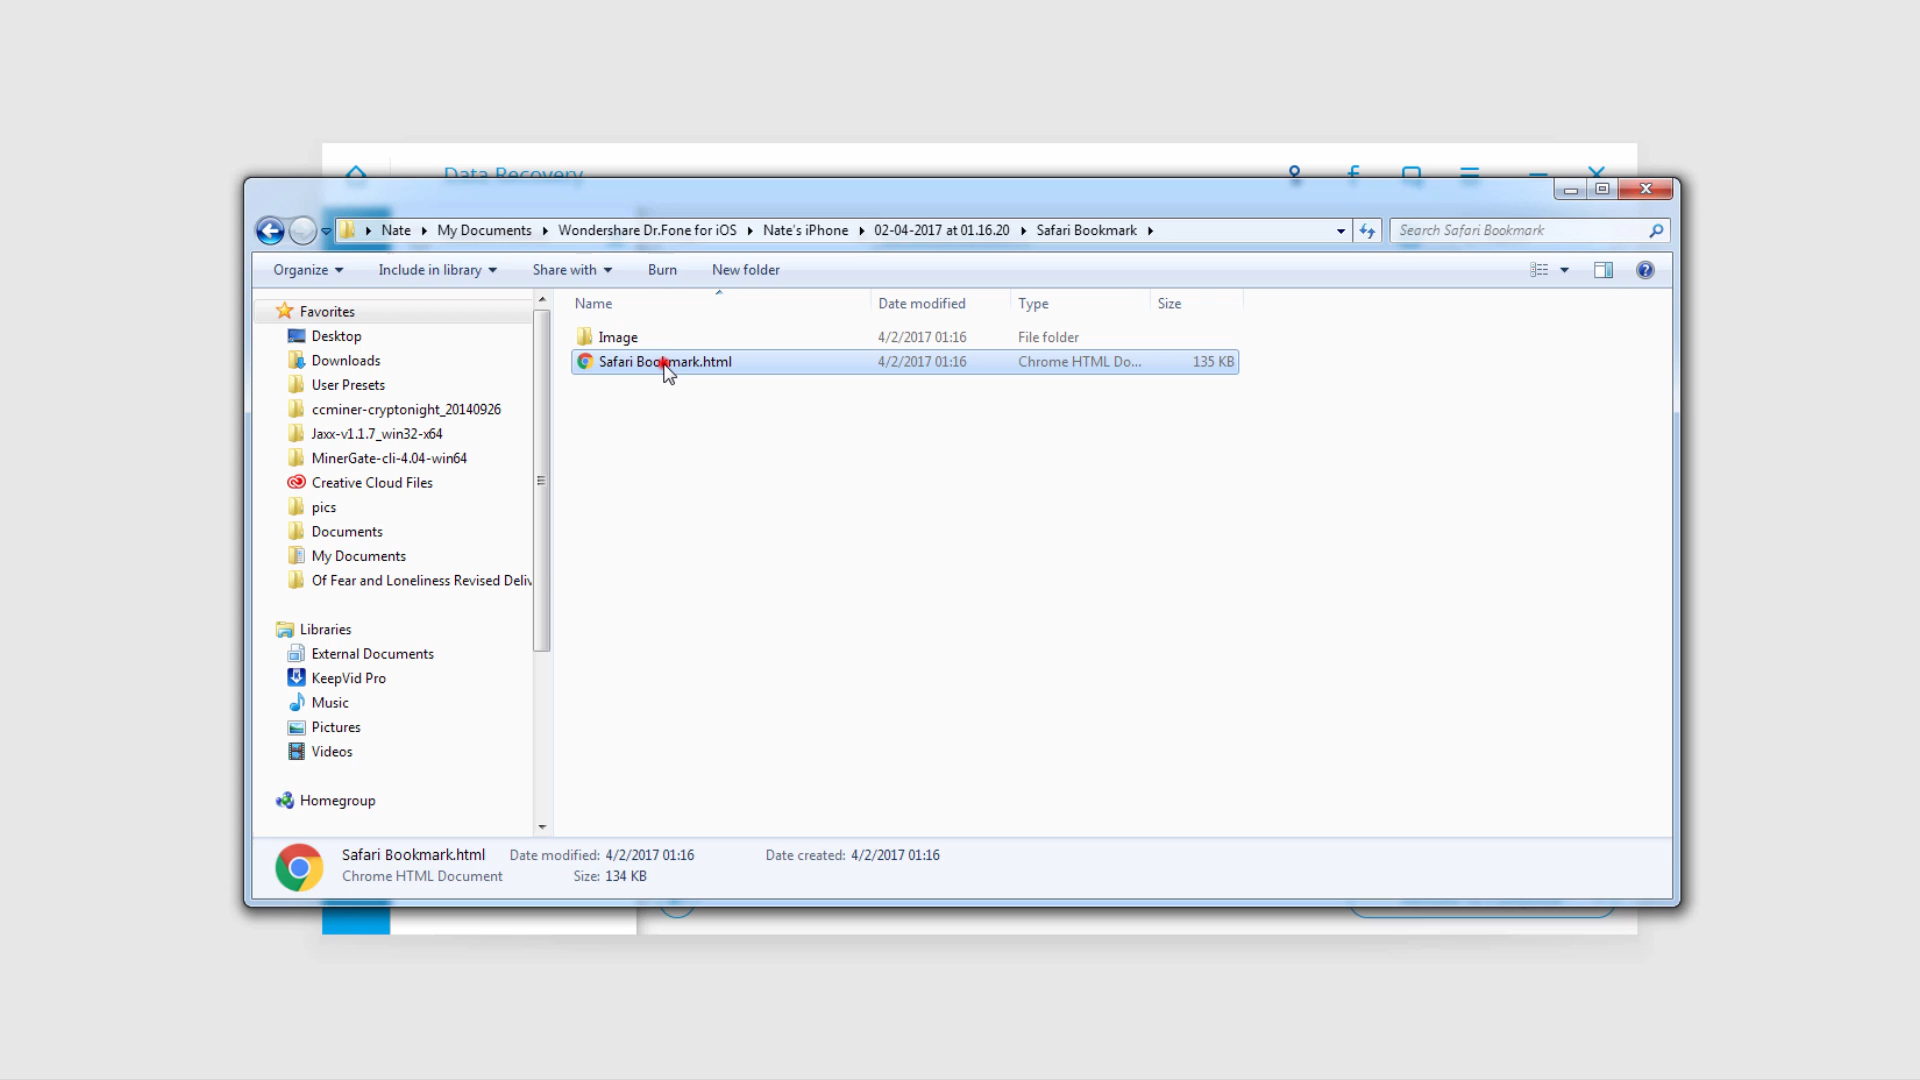 Data Recovery
Nate
My Documents
Wondershare Dr.Fone for iOS
Nate's iPhone
02-04-2017 at 01.16.20
Safari Bookmark
Search Safari Bookmark
Organize
Include in library
Share with
Burn
New folder
Name
Date modified
Type
Size
Favorites
Desktop
Downloads
User Presets
ccminer-cryptonight_20140926
Jaxx-v1.1.7_win32-x64
MinerGate-cli-4.04-win64
Creative Cloud Files
pics
Documents
My Documents
Of Fear and Loneliness Revised Deliv
Libraries
External Documents
KeepVid Pro
Music
Pictures
Videos
Homegroup
Image 4/2/2017 01:16 File folder
Safari Bookmark.html 4/2/2017 01:16 Chrome HTML Do... 135 KB
Safari Bookmark.html Date modified: 4/2/2017 01:16 Date created: 4/2/2017 01:16
Chrome HTML Document Size: 134 KB